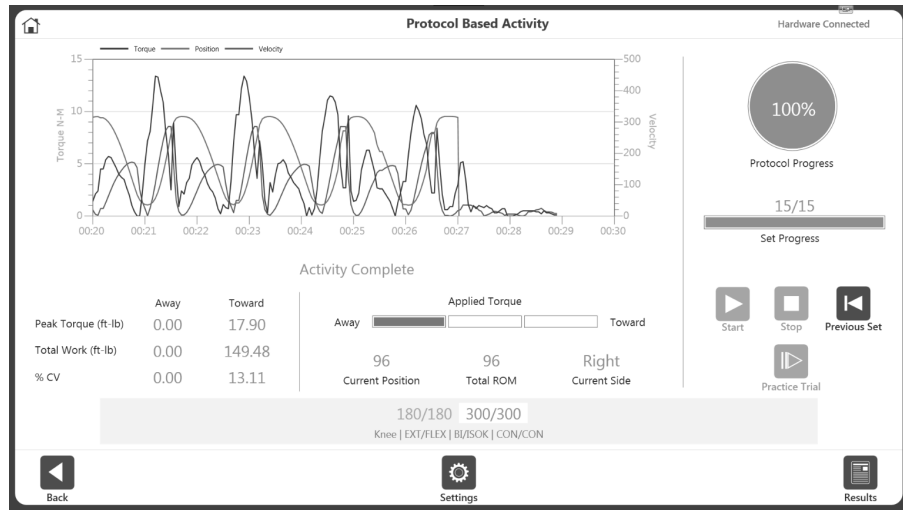 Protocol Based Activity
Hardware Connected
Torque Position Velocity
15
10
5
0
Torque N-M
500
400
300
200
100
0
Velocity
00:20 00:21 00:22 00:23 00:24 00:25 00:26 00:27 00:28 00:29 00:30
100%
Protocol Progress
15/15
Set Progress
Activity Complete
Away Toward
Peak Torque (ft-lb) 0.00 17.90
Total Work (ft-lb) 0.00 149.48
% CV 0.00 13.11
Applied Torque
Away Toward
96 96 Right
Current Position Total ROM Current Side
Start Stop Previous Set
Practice Trial
180/180 300/300
Knee | EXT/FLEX | BI/ISOK | CON/CON
Back Settings Results